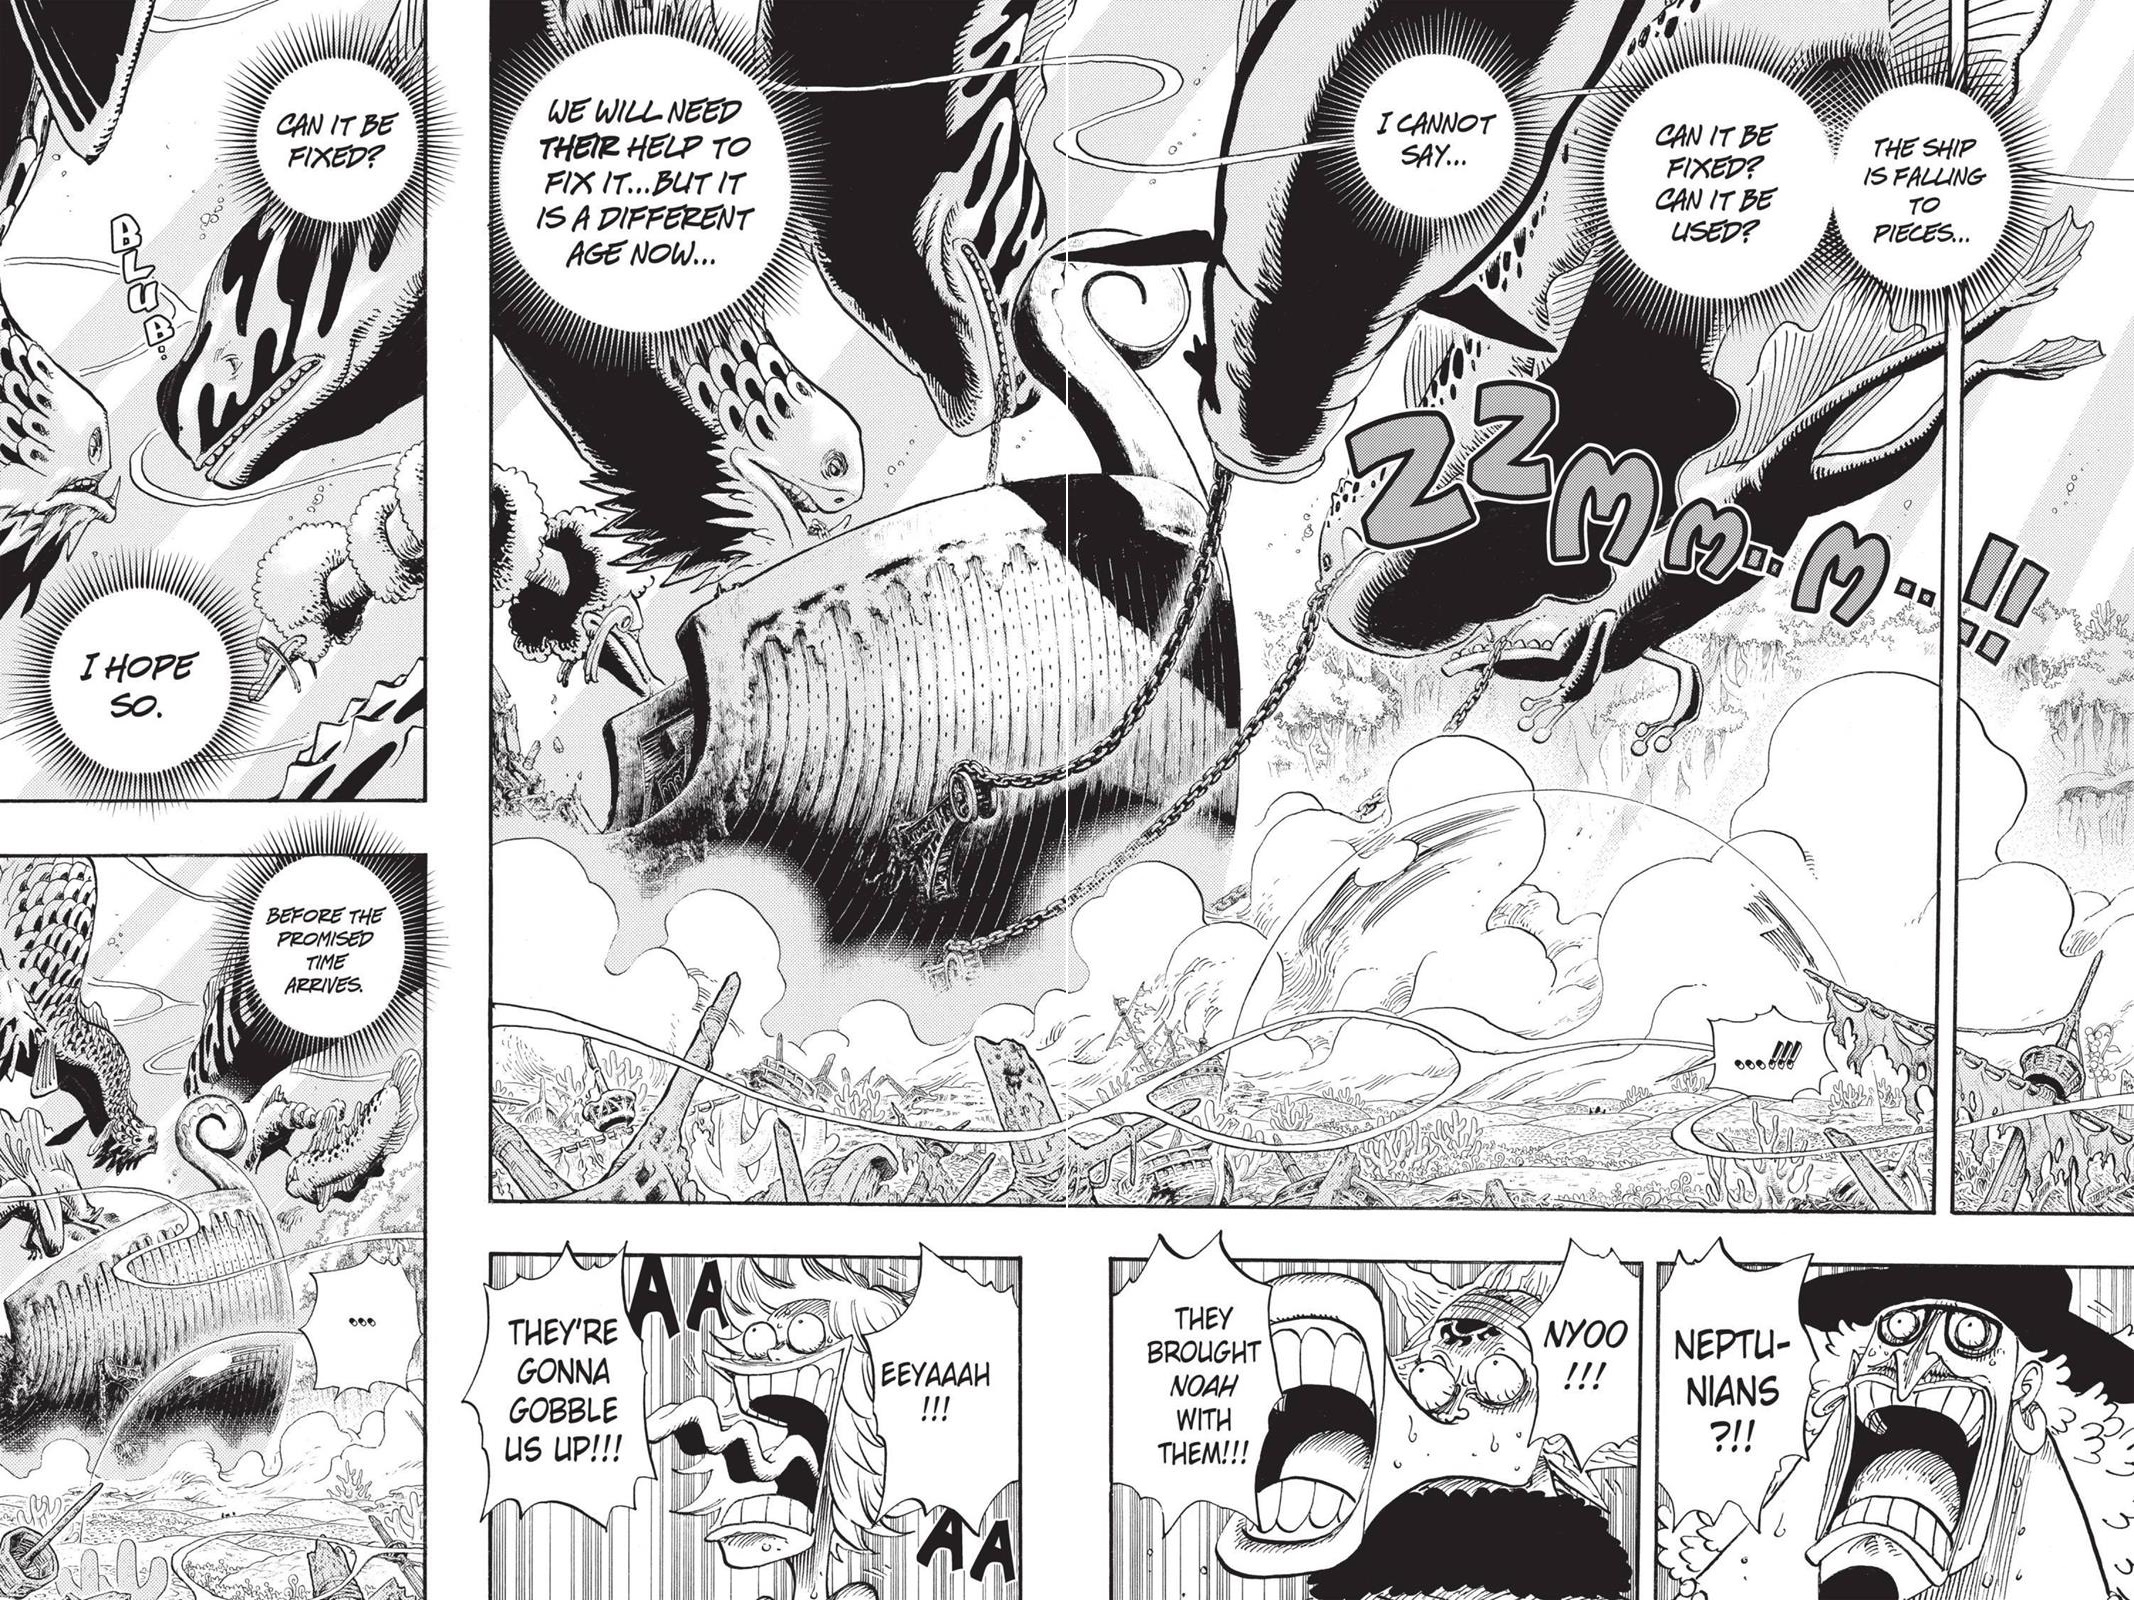 THE SHIP
IS FALLING
TO
PIECES...
CAN IT BE
FIXED?
CAN IT BE
USED?
I CANNOT
SAY...
WE WILL NEED
THEIR HELP TO
FIX IT...BUT IT
IS A DIFFERENT
AGE NOW...
ZZMM..M..!!
...!!!
NEPTU-
NIANS
?!!
NYOO
!!!
THEY
BROUGHT
NOAH
WITH
THEM!!!
EEYAAAH
!!!
AA
THEY'RE
GONNA
GOBBLE
US UP!!!
AA
CAN IT BE
FIXED?
BLUB..
I HOPE
SO.
BEFORE THE
PROMISED
TIME
ARRIVES.
...